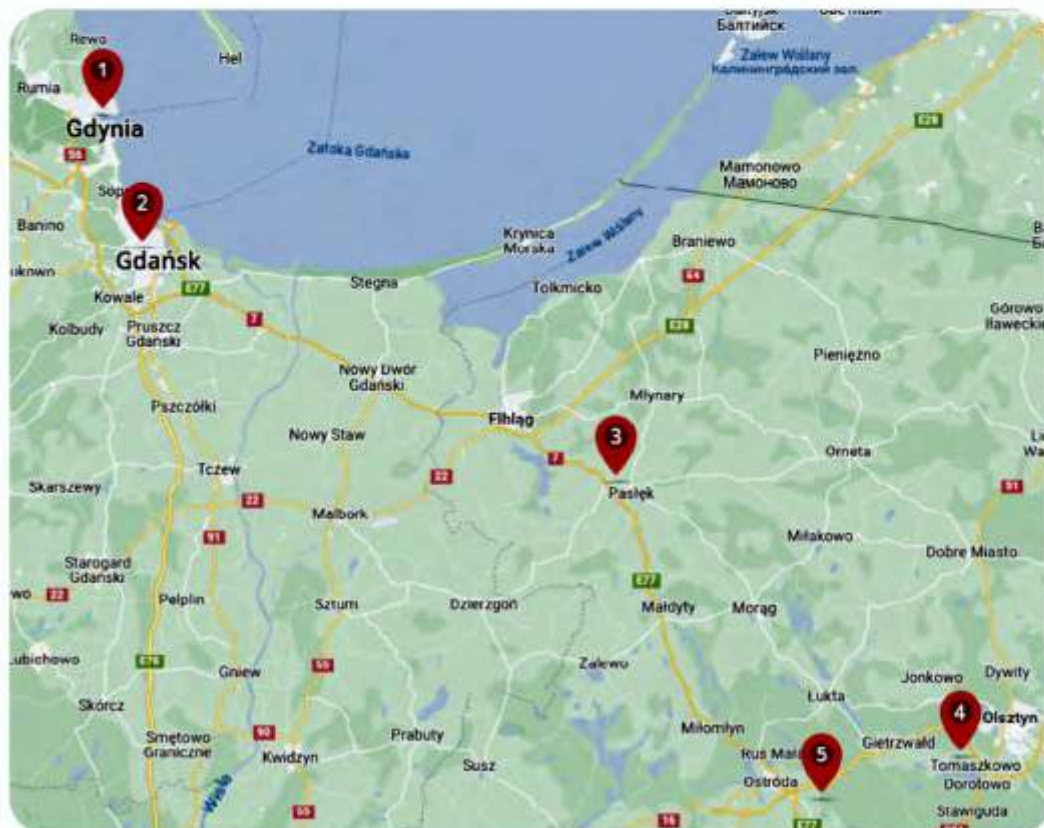 Балтийск
Rewo
Hel
Zalew Wiślany
Калининградский зал.
1
Rumia
Gdynia
E28
Zatoka Gdańska
S6
Mamonowo
Мамоново
Sop
2
Banino
Krynica
Morska
Zalew Wiślany
Braniewo
Gdańsk
64
Kowale
E77
Stegna
Tolkmicko
7
Górowo
Iławeckie
Kolbudy
Pruszcz
Gdański
E28
Pieniężno
Nowy Dwór
Gdański
Pszczółki
Młynary
Elbląg
Nowy Staw
3
7
Orneta
Tczew
22
Skarszewy
22
Pasłęk
51
Malbork
91
Miłakowo
Dobre Miasto
Starogard
Gdański
22
E77
Pelplin
Sztum
Dzierzgoń
Małdyty
Morąg
Lubichowo
E75
Gniew
55
Zalewo
Dywity
Jonkowo
Łukta
Skórcz
4
Olsztyn
Smętowo
Graniczne
90
Kwidzyn
Prabuty
Miłomłyn
Gietrzwałd
5
Susz
Tomaszkowo
Ostróda
Dorotowo
Wisła
55
16
E77
Stawiguda